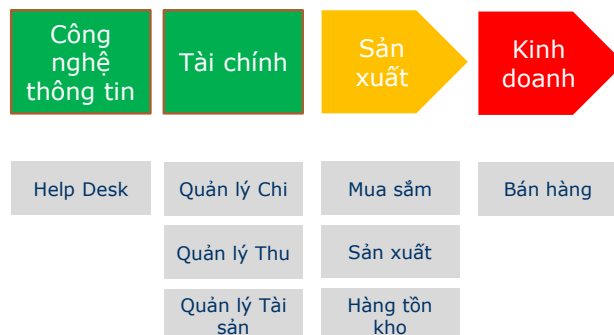 Công
nghệ
thông tin
Tài chính
Sản
xuất
Kinh
doanh
Help Desk
Quản lý Chi
Mua sắm
Bán hàng
Quản lý Thu
Sản xuất
Quản lý Tài
sản
Hàng tồn
kho